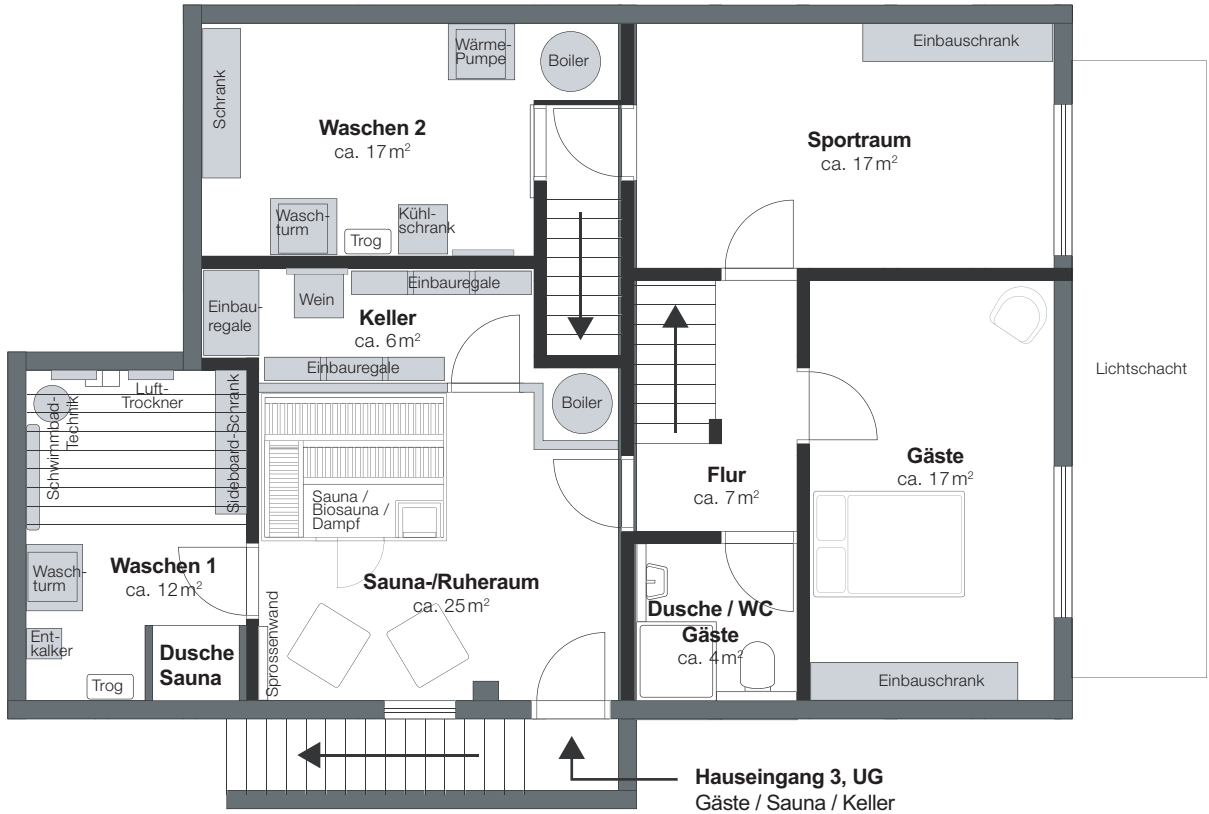 Wärme-
Pumpe
Boiler
Einbauschrank
Schrank
Waschen 2
ca. 17 m²
Sportraum
ca. 17 m²
Wasch-
turm
Trog
Kühl-
schrank
Einbau-
regale
Wein
Einbauregale
Keller
ca. 6 m²
Einbauregale
Lichtschacht
Luft-
Trockner
Schwimmbad-
Technik
Sideboard-Schrank
Boiler
Gäste
ca. 17 m²
Flur
ca. 7 m²
Sauna /
Biosauna /
Dampf
Wasch-
turm
Waschen 1
ca. 12 m²
Sauna-/Ruheraum
ca. 25 m²
Sprossenwand
Dusche / WC
Gäste
ca. 4 m²
Ent-
kalker
Trog
Dusche
Sauna
Einbauschrank
Hauseingang 3, UG
Gäste / Sauna / Keller